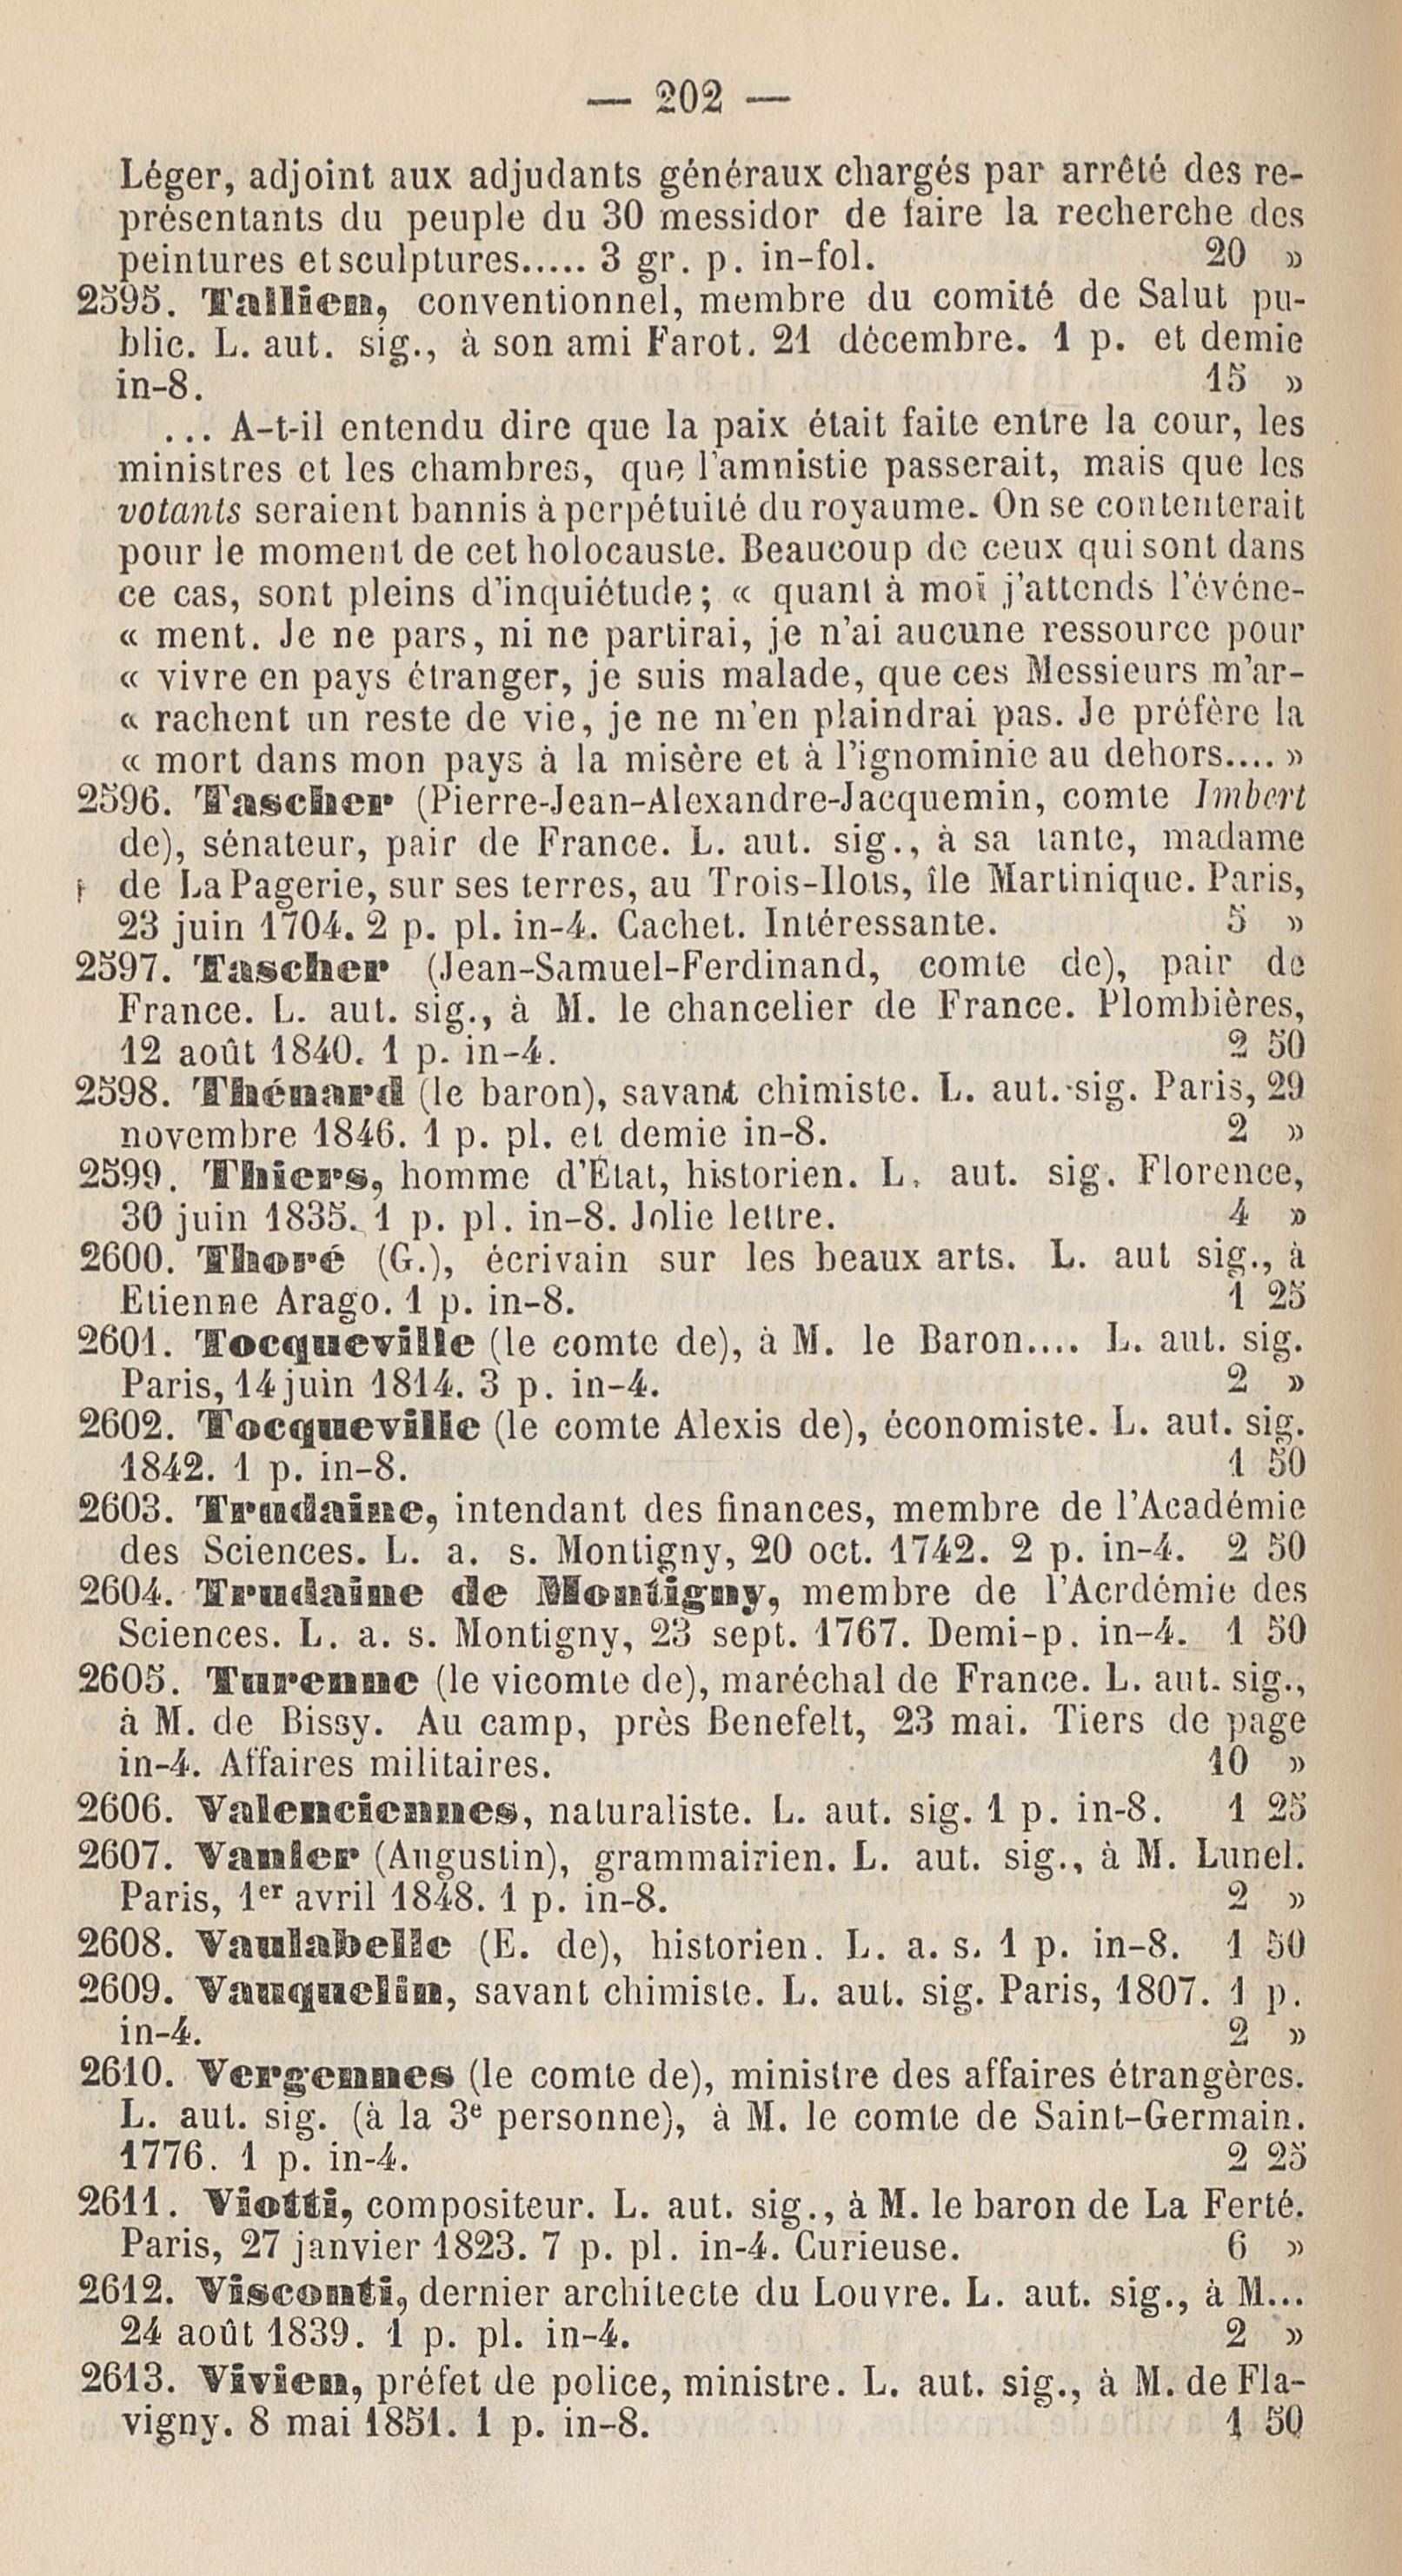 — 202 —
Léger, adjoint aux adjudants généraux chargés par arrêté des re-
présentants du peuple du 30 messidor de faire la recherche des
peintures et sculptures..... 3 gr. p. in-fol. 20 »
2595. Tallien, conventionnel, membre du comité de Salut pu-
blic. L. aut. sig., à son ami Farot. 21 décembre. 1 p. et demie
in-8. 15 »
... A-t-il entendu dire que la paix était faite entre la cour, les
ministres et les chambres, que l'amnistie passerait, mais que les
votants seraient bannis à perpétuité du royaume. On se contenterait
pour le moment de cet holocauste. Beaucoup de ceux qui sont dans
ce cas, sont pleins d'inquiétude; « quant à moi j'attends l'événe-
« ment. Je ne pars, ni ne partirai, je n'ai aucune ressource pour
« vivre en pays étranger, je suis malade, que ces Messieurs m'ar-
« rachent un reste de vie, je ne m'en plaindrai pas. Je préfère la
« mort dans mon pays à la misère et à l'ignominie au dehors.... »
2596. Tascher (Pierre-Jean-Alexandre-Jacquemin, comte Imbert
de), sénateur, pair de France. L. aut. sig., à sa tante, madame
de La Pagerie, sur ses terres, au Trois-Ilots, île Martinique. Paris,
23 juin 1704. 2 p. pl. in-4. Cachet. Intéressante. 5 »
2597. Tascher (Jean-Samuel-Ferdinand, comte de), pair de
France. L. aut. sig., à M. le chancelier de France. Plombières,
12 août 1840. 1 p. in-4. 2 50
2598. Thénard (le baron), savant chimiste. L. aut. sig. Paris, 29
novembre 1846. 1 p. pl. et demie in-8. 2 »
2599. Thiers, homme d'État, historien. L. aut. sig. Florence,
30 juin 1835. 1 p. pl. in-8. Jolie lettre. 4 »
2600. Thoré (G.), écrivain sur les beaux arts. L. aut sig., à
Etienne Arago. 1 p. in-8. 1 25
2601. Tocqueville (le comte de), à M. le Baron.... L. aut. sig.
Paris, 14 juin 1814. 3 p. in-4. 2 »
2602. Tocqueville (le comte Alexis de), économiste. L. aut. sig.
1842. 1 p. in-8. 1 50
2603. Trudaine, intendant des finances, membre de l'Académie
des Sciences. L. a. s. Montigny, 20 oct. 1742. 2 p. in-4. 2 50
2604. Trudaine de Montigny, membre de l'Acrdémie des
Sciences. L. a. s. Montigny, 23 sept. 1767. Demi-p. in-4. 1 50
2605. Turenne (le vicomte de), maréchal de France. L. aut. sig.,
à M. de Bissy. Au camp, près Benefelt, 23 mai. Tiers de page
in-4. Affaires militaires. 10 »
2606. Valenciennes, naturaliste. L. aut. sig. 1 p. in-8. 1 25
2607. Vanier (Augustin), grammairien. L. aut. sig., à M. Lunel.
Paris, 1er avril 1848. 1 p. in-8. 2 »
2608. Vaulabelle (E. de), historien. L. a. s. 1 p. in-8. 1 50
2609. Vauquelin, savant chimiste. L. aut. sig. Paris, 1807. 1 p.
in-4. 2 »
2610. Vergennes (le comte de), ministre des affaires étrangères.
L. aut. sig. (à la 3e personne), à M. le comte de Saint-Germain.
1776. 1 p. in-4. 2 25
2611. Viotti, compositeur. L. aut. sig., à M. le baron de La Ferté.
Paris, 27 janvier 1823. 7 p. pl. in-4. Curieuse. 6 »
2612. Visconti, dernier architecte du Louvre. L. aut. sig., à M...
24 août 1839. 1 p. pl. in-4. 2 »
2613. Vivien, préfet de police, ministre. L. aut. sig., à M. de Fla-
vigny. 8 mai 1851. 1 p. in-8. 1 50